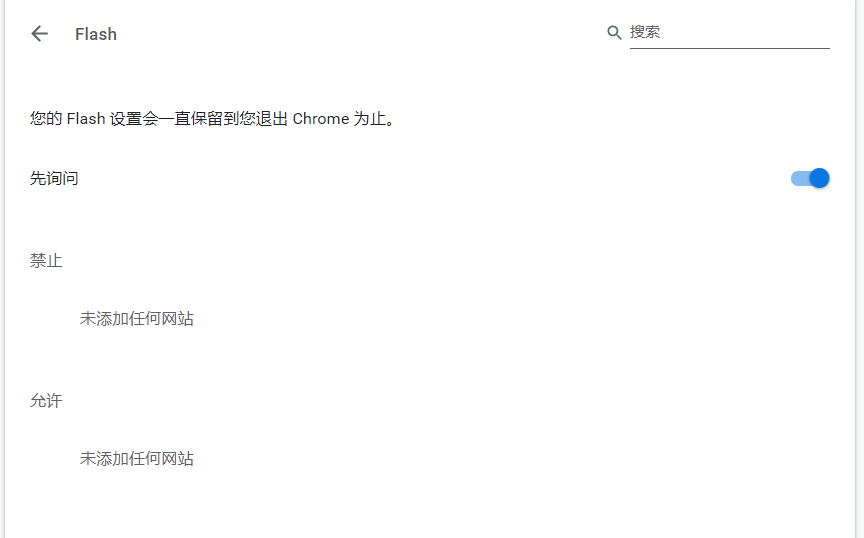 Flash
搜索
您的 Flash 设置会一直保留到您退出 Chrome 为止。
先询问
禁止
未添加任何网站
允许
未添加任何网站